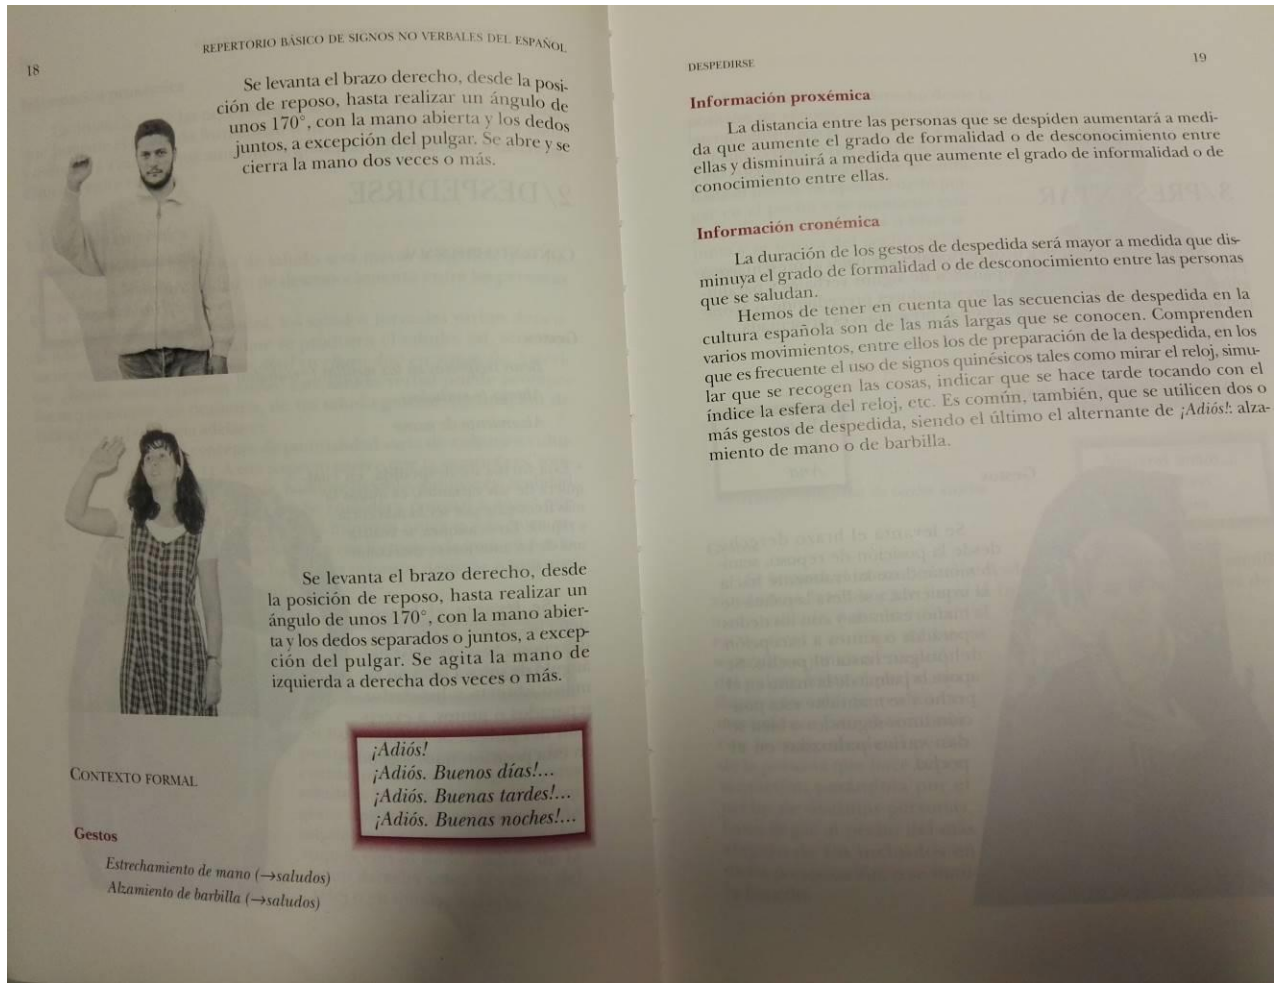 18
REPERTORIO BÁSICO DE SIGNOS NO VERBALES DEL ESPAÑOL
Se levanta el brazo derecho, desde la posi-
ción de reposo, hasta realizar un ángulo de
unos 170°, con la mano abierta y los dedos
juntos, a excepción del pulgar. Se abre y se
cierra la mano dos veces o más.
Se levanta el brazo derecho, desde
la posición de reposo, hasta realizar un
ángulo de unos 170°, con la mano abier-
ta y los dedos separados o juntos, a excep-
ción del pulgar. Se agita la mano de
izquierda a derecha dos veces o más.
¡Adiós!
¡Adiós. Buenos días!...
¡Adiós. Buenas tardes!...
¡Adiós. Buenas noches!...
CONTEXTO FORMAL
Gestos
Estrechamiento de mano (→saludos)
Alzamiento de barbilla (→saludos)
DESPEDIRSE
19
Información proxémica
La distancia entre las personas que se despiden aumentará a medi-
da que aumente el grado de formalidad o de desconocimiento entre
ellas y disminuirá a medida que aumente el grado de informalidad o de
conocimiento entre ellas.
Información cronémica
La duración de los gestos de despedida será mayor a medida que dis-
minuya el grado de formalidad o de desconocimiento entre las personas
que se saludan.
Hemos de tener en cuenta que las secuencias de despedida en la
cultura española son de las más largas que se conocen. Comprenden
varios movimientos, entre ellos los de preparación de la despedida, en los
que es frecuente el uso de signos quinésicos tales como mirar el reloj, simu-
lar que se recogen las cosas, indicar que se hace tarde tocando con el
índice la esfera del reloj, etc. Es común, también, que se utilicen dos o
más gestos de despedida, siendo el último el alternante de ¡Adiós!: alza-
miento de mano o de barbilla.